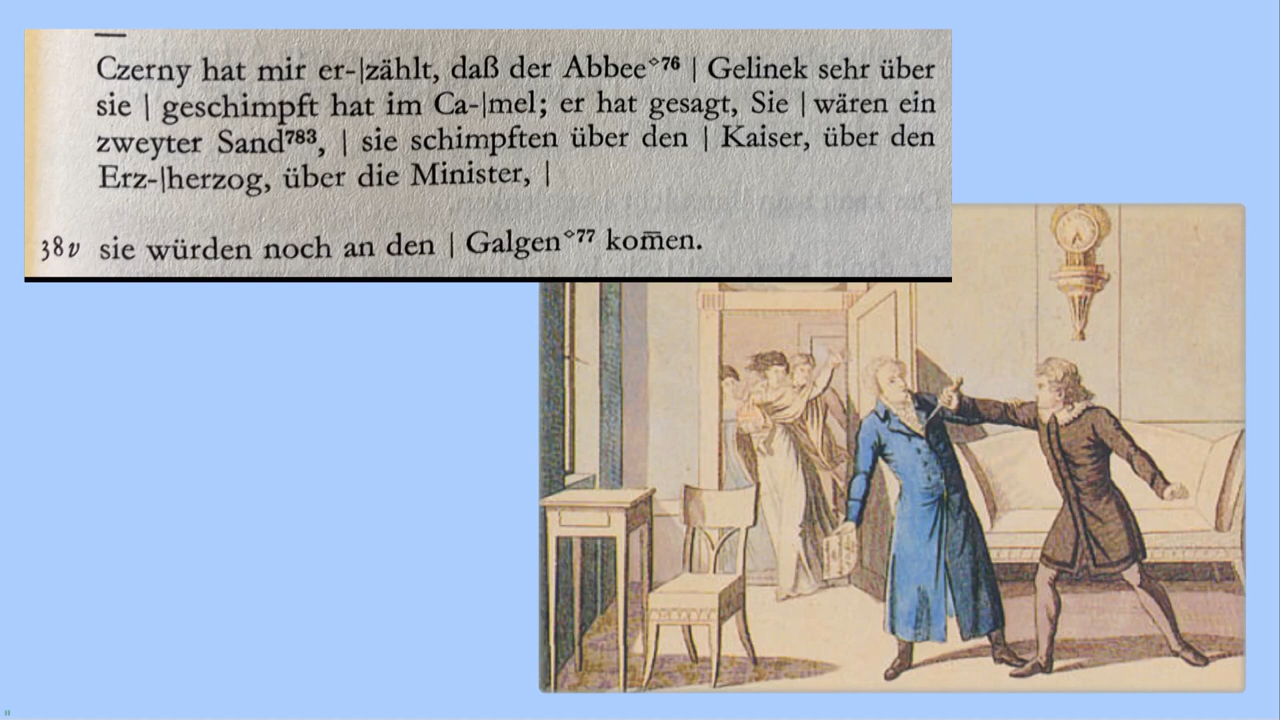 Czerny hat mir er-|zählt, daß der Abbee⋄76 | Gelinek sehr über
sie | geschimpft hat im Ca-|mel; er hat gesagt, Sie | wären ein
zweyter Sand783, | sie schimpften über den | Kaiser, über den
Erz-|herzog, über die Minister, |
38v sie würden noch an den | Galgen⋄77 kom̅en.